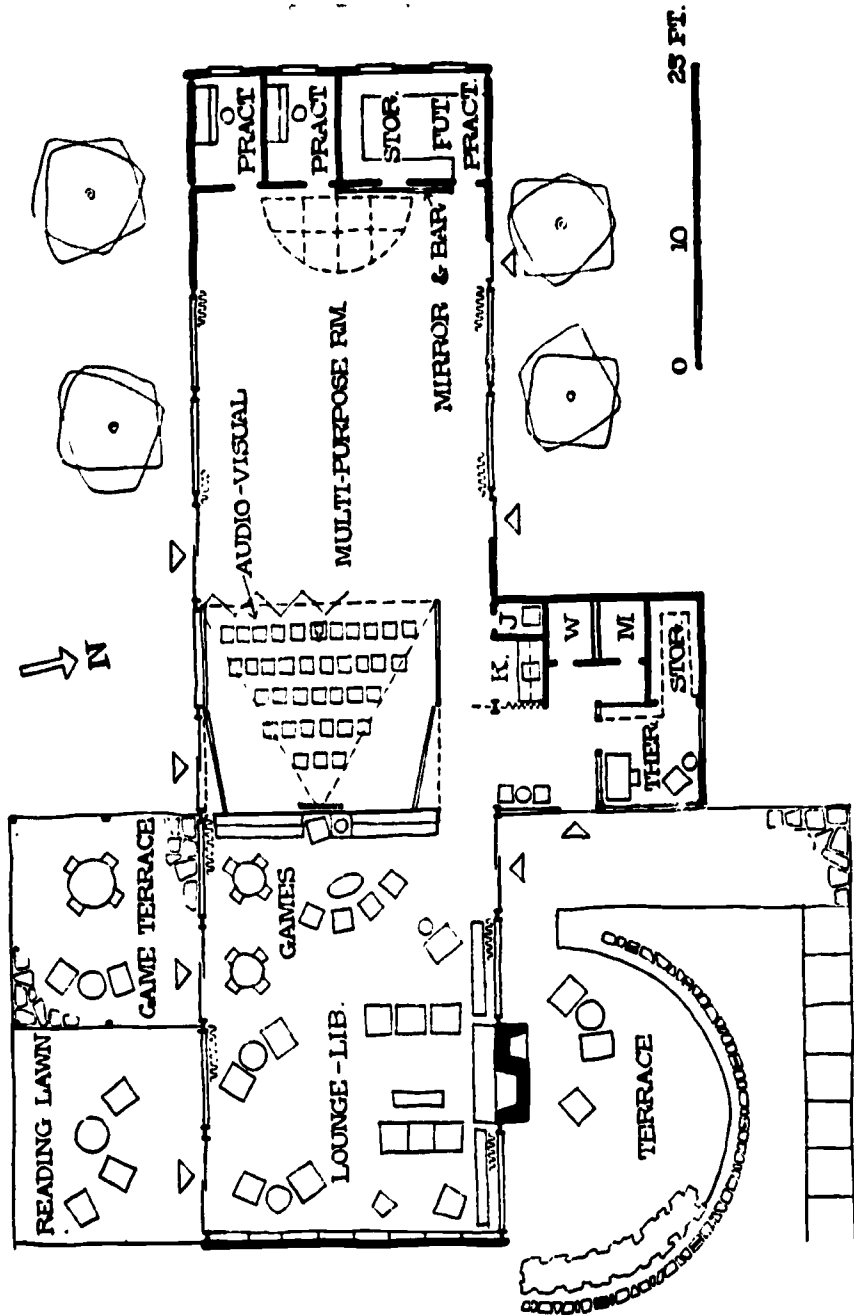 READING LAWN
GAME TERRACE
N
PRACT
PRACT
STOR.
FUT.
PRACT.
AUDIO-VISUAL
MULTI-PURPOSE RM.
MIRROR & BAR
GAMES
LOUNGE-LIB.
K.
J
W
M
STOR.
THER.
TERRACE
0 10 25 FT.